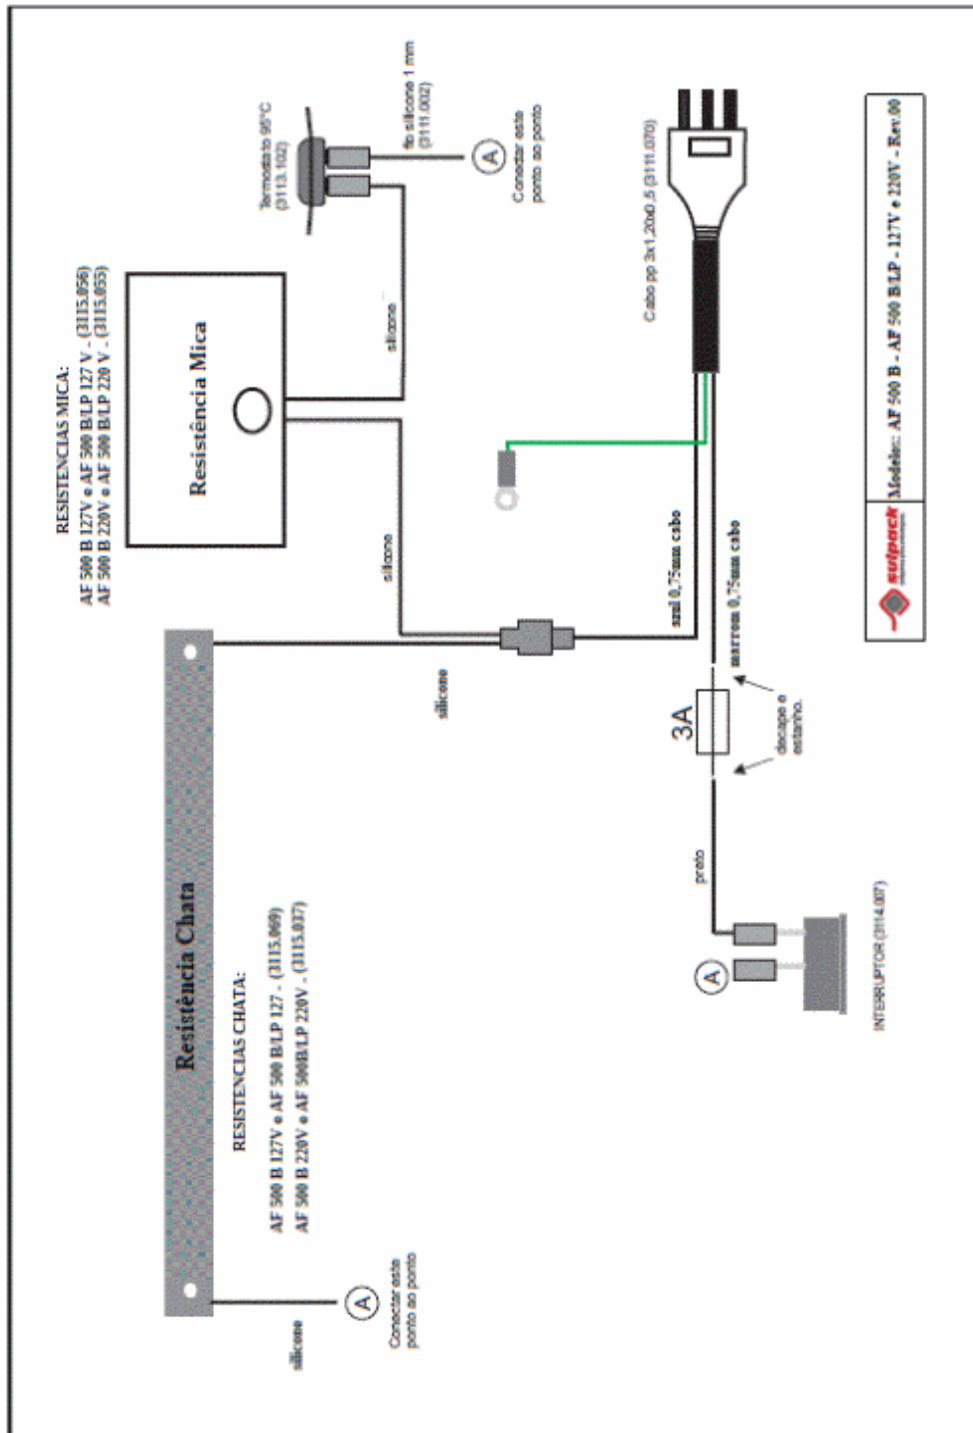 RESISTENCIAS MICA:
AF 500 B 127V e AF 500 B/LP 127 V - (3115.056)
AF 500 B 220V e AF 500 B/LP 220 V - (3115.055)
Resistência Mica
Termostato 95°C
(3113.102)
fio silicone 1 mm
(3111.002)
A
Conectar este
ponto ao ponto
silicone
silicone
silicone
Resistência Chata
RESISTENCIAS CHATA:
AF 500 B 127V e AF 500 B/LP 127 - (3115.069)
AF 500 B 220V e AF 500B/LP 220V - (3115.037)
silicone
A
Conectar este
ponto ao ponto
Cabo pp 3x1,20x0,5 (3111.070)
azul 0,75mm cabo
marrom 0,75mm cabo
3A
decape e
estanho.
preto
A
INTERRUPTOR (3114.007)
sulpack
Modelos: AF 500 B - AF 500 B/LP - 127V e 220V - Rev.00